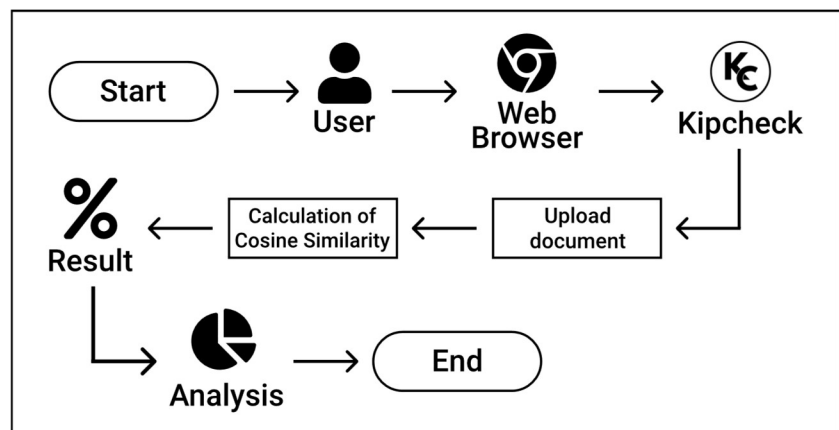 Start
User
Web
Browser
KC
Kipcheck
Upload
document
Calculation of
Cosine Similarity
Result
Analysis
End